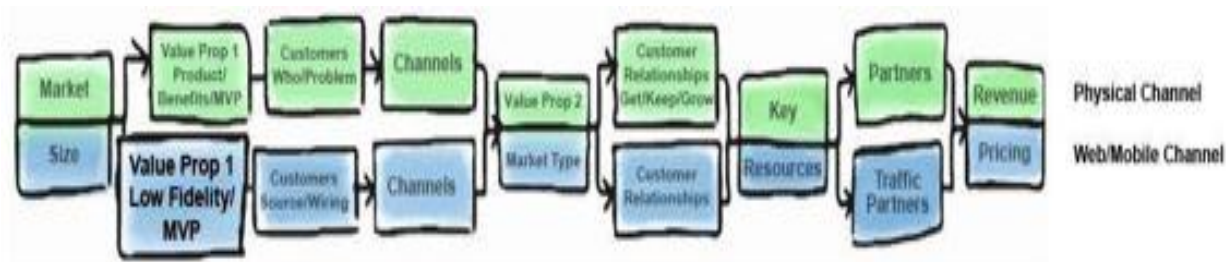 Market
Size
Value Prop 1
Product/
Benefits/MVP
Value Prop 1
Low Fidelity/
MVP
Customers
Who/Problem
Customers
Source/Wiring
Channels
Channels
Value Prop 2
Market Type
Customer
Relationships
Get/Keep/Grow
Customer
Relationships
Key
Resources
Partners
Traffic
Partners
Revenue
Pricing
Physical Channel
Web/Mobile Channel